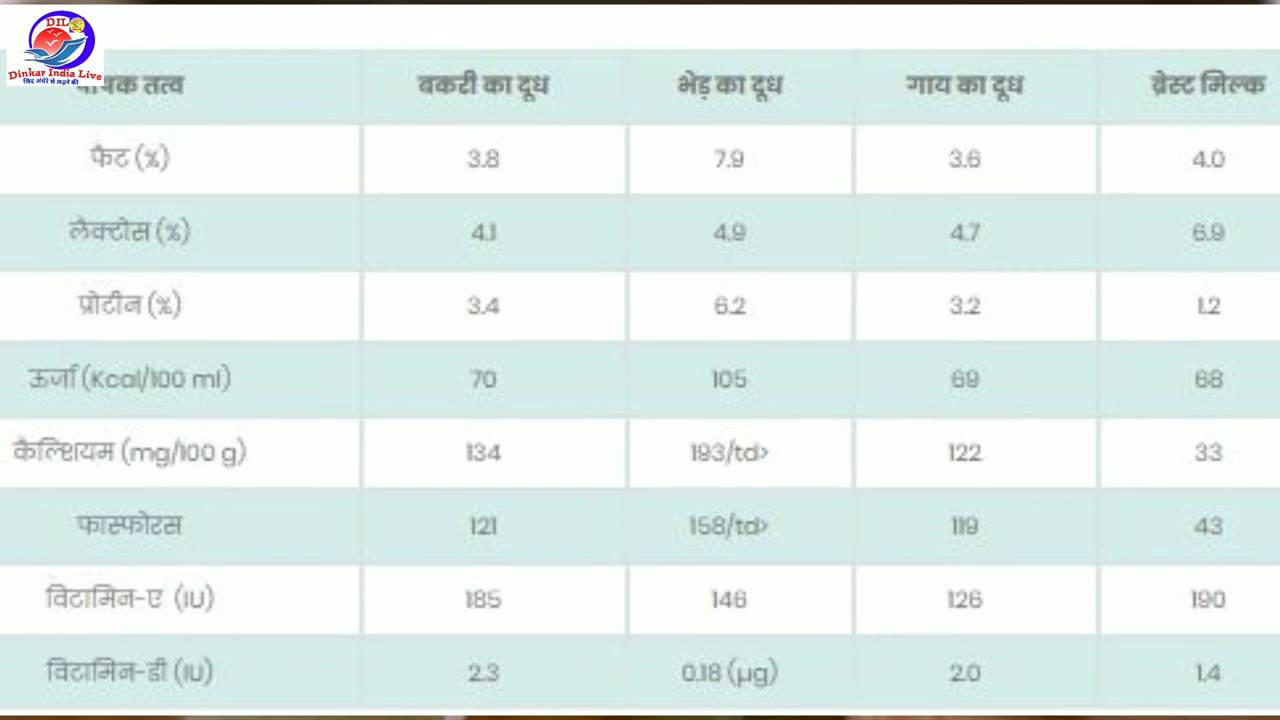 DIL
Dinkar India Live
ज़िद अंधेरे से लड़ने की
तत्व बकरी का दूध भेड़ का दूध गाय का दूध ब्रेस्ट मिल्क
फैट (%) 3.8 7.9 3.6 4.0
लैक्टोस (%) 4.1 4.9 4.7 6.9
प्रोटीन (%) 3.4 6.2 3.2 1.2
ऊर्जा (Kcal/100 ml) 70 105 69 68
कैल्शियम (mg/100 g) 134 193/td> 122 33
फास्फोरस 121 158/td> 119 43
विटामिन-ए (IU) 185 146 126 190
विटामिन-डी (IU) 2.3 0.18 (µg) 2.0 1.4